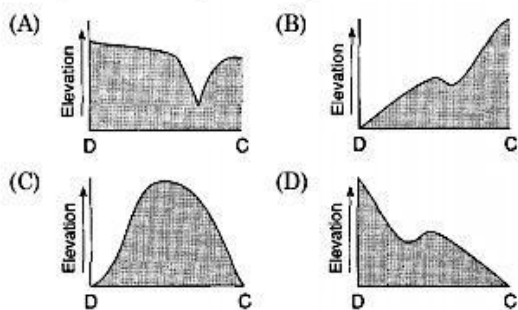 (A) Elevation D C
(B) Elevation D C
(C) Elevation D C
(D) Elevation D C